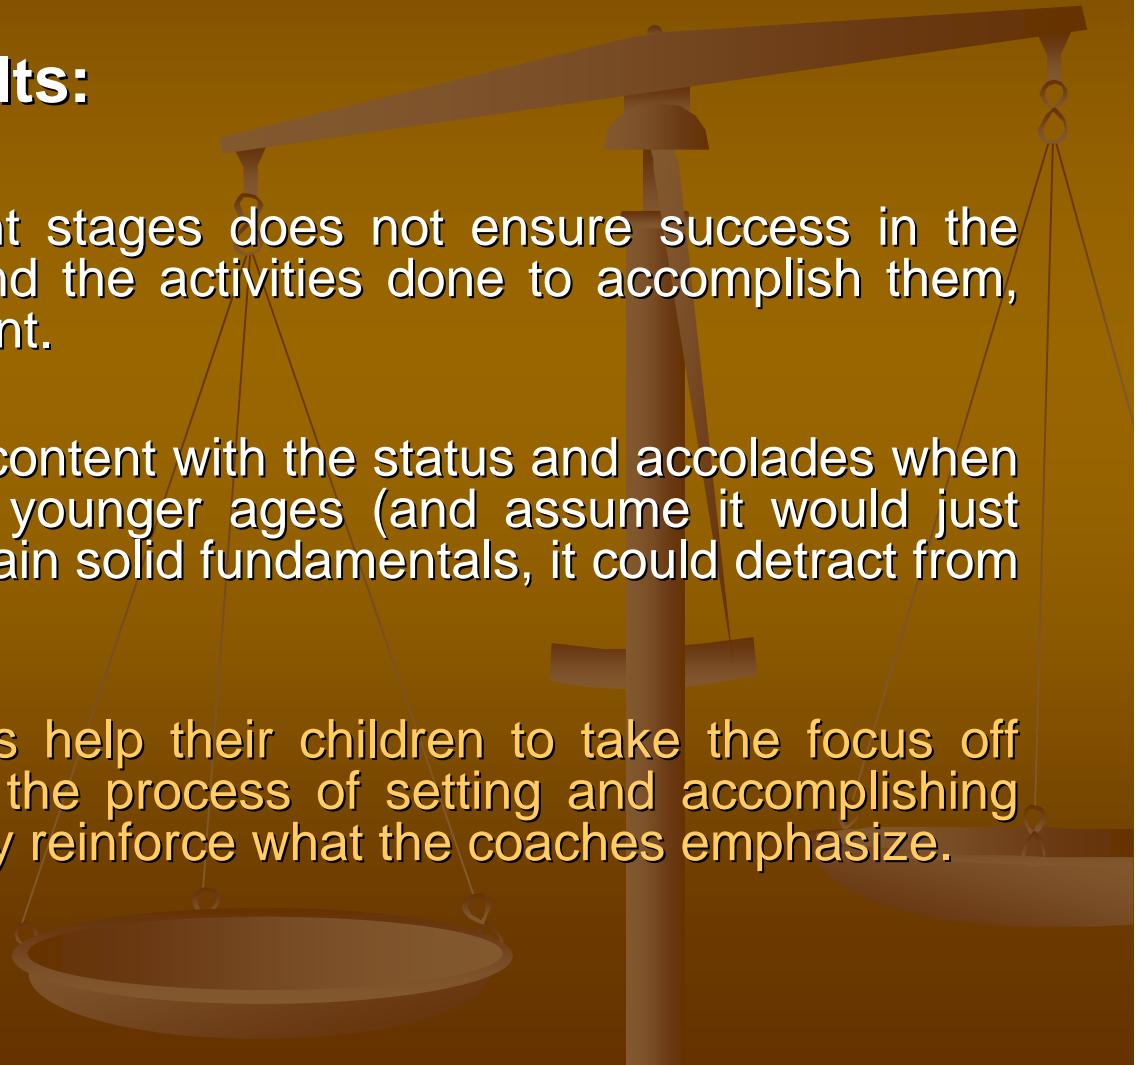 lts:
nt stages does not ensure success in the
nd the activities done to accomplish them,
nt.
content with the status and accolades when
younger ages (and assume it would just
ain solid fundamentals, it could detract from
s help their children to take the focus off
the process of setting and accomplishing
y reinforce what the coaches emphasize.